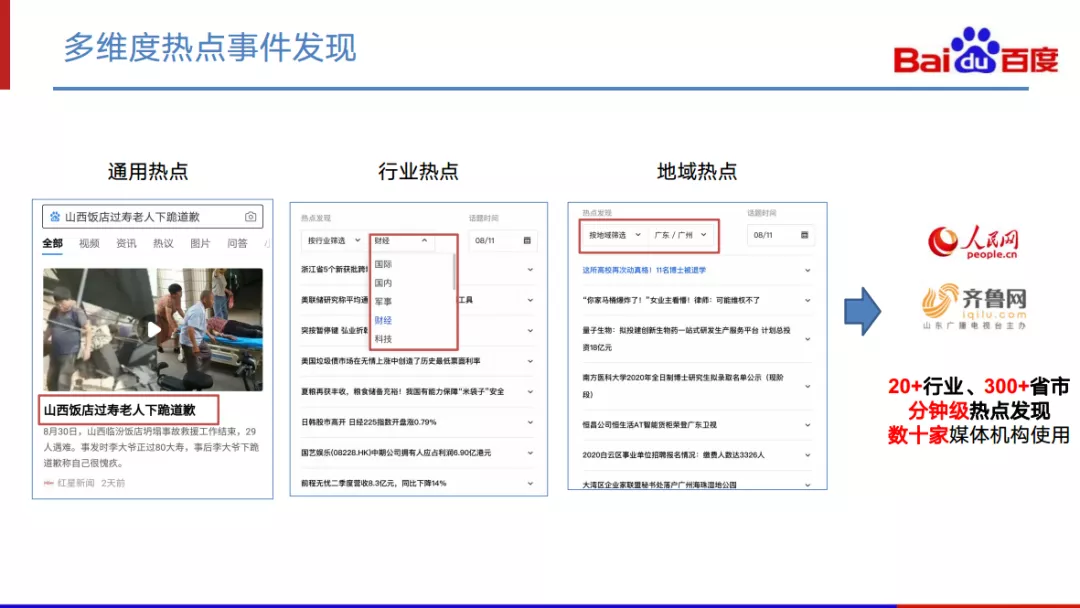 多维度热点事件发现
Baidu百度
通用热点
山西饭店过寿老人下跪道歉
全部 视频 资讯 热议 图片 问答
山西饭店过寿老人下跪道歉
8月30日，山西临汾饭店坍塌事故救援工作结束，29
人遇难。事发时李大爷正过80大寿，事后李大爷下跪
道歉称自己很愧疚。
红星新闻 2天前
行业热点
热点发现 话题时间
按行业筛选 财经 08/11
国际
国内
军事
财经
科技
浙江省5个新获批跨
美联储研究称平均通 工具
突按暂停键 弘业折戟
美国垃圾债市场在无情上涨中创造了历史最低票面利率
夏粮再获丰收，粮食储备充裕！我国有能力保障“米袋子”安全
日韩股市高开 日经225指数开盘涨0.79%
国艺娱乐(08228.HK)中期公司拥有人应占利润6.90亿港元
前程无忧二季度营收8.3亿元，同比下降14%
地域热点
热点发现 话题时间
按地域筛选 广东 / 广州 08/11
这所高校再次动真格！11名博士被退学
“你家马桶爆炸了！”女业主看懵！律师：可能维权不了
量子生物：拟投建创新生物药一站式研发生产服务平台 计划总投
资18亿元
南方医科大学2020年全日制博士研究生拟录取名单公示（现阶
段）
恒昌公司恒生活AT智能货柜荣登广东卫视
2020白云区事业单位招聘报名情况：缴费人数达3326人
大湾区企业家联盟秘书处落户广州海珠湿地公园
人民网
people.cn
齐鲁网
iqilu.com
山东广播电视台主办
20+行业、300+省市
分钟级热点发现
数十家媒体机构使用